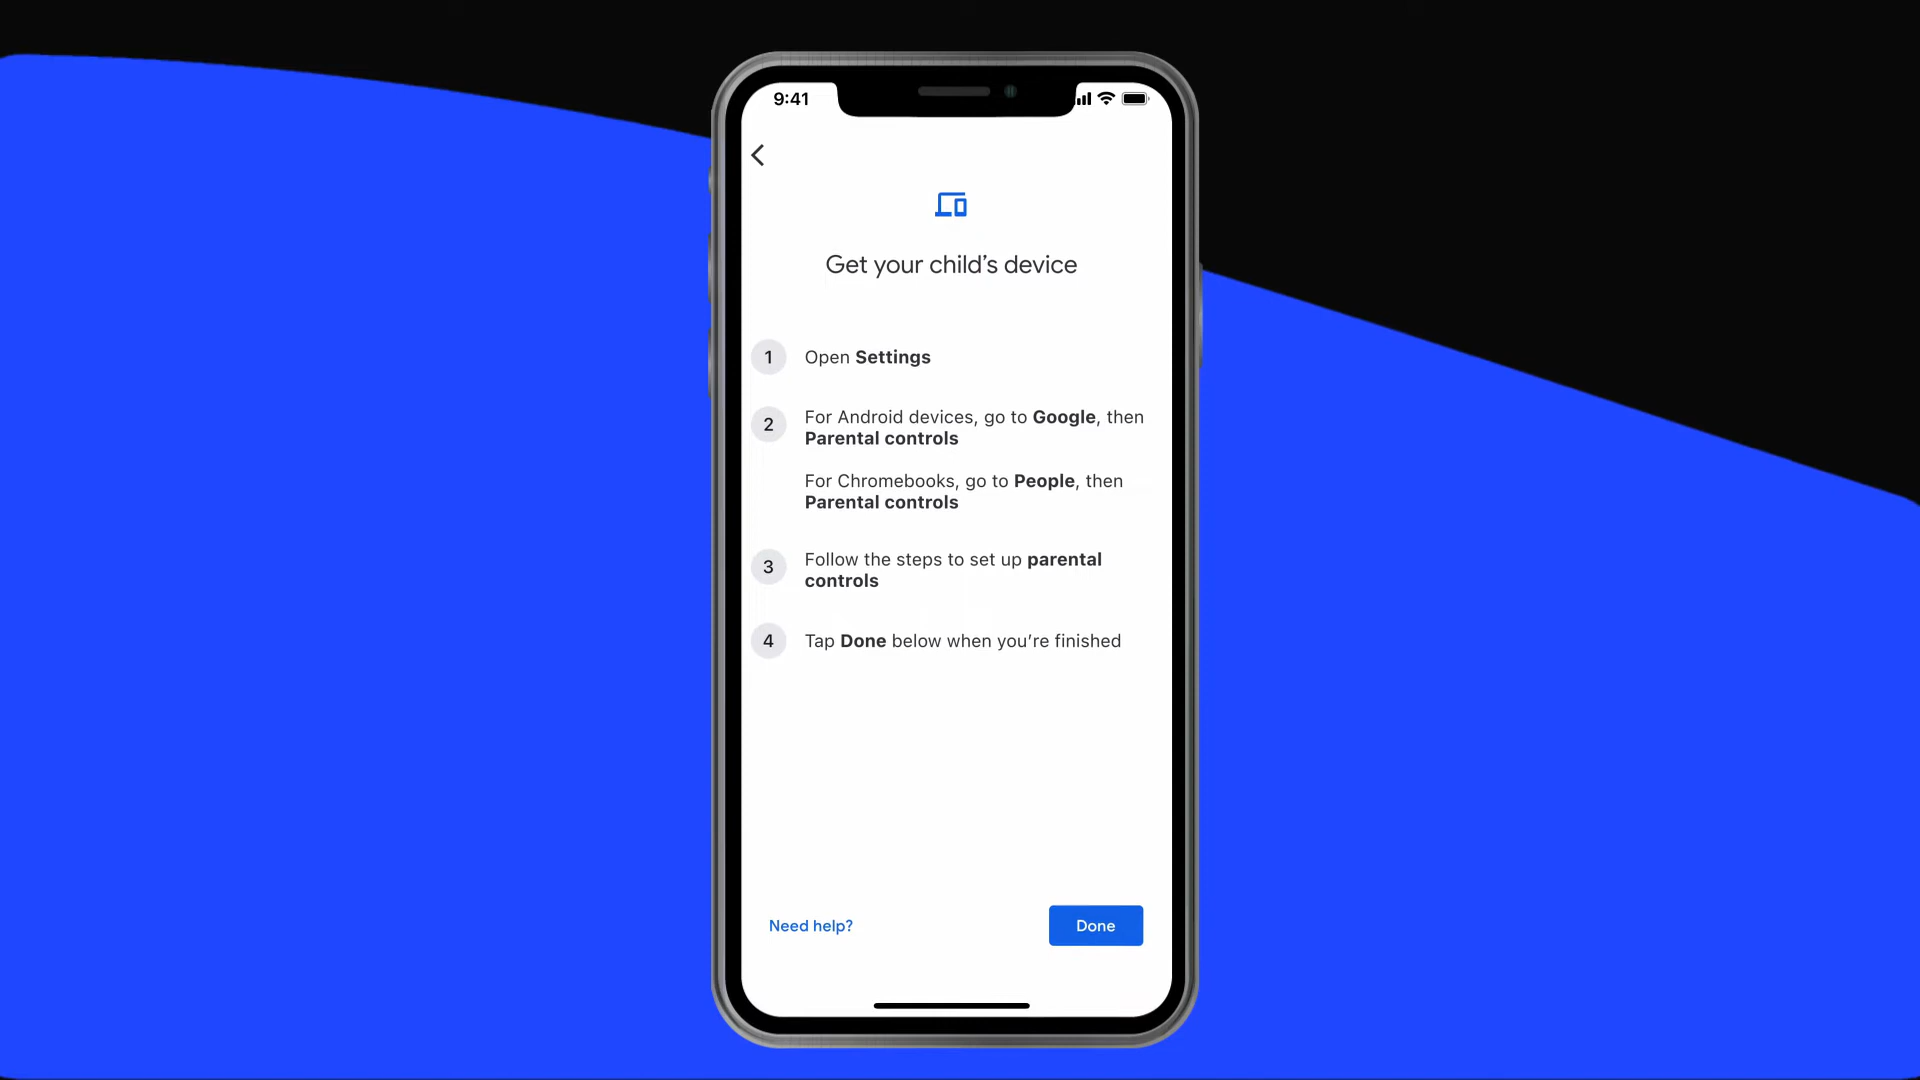 9:41
Get your child’s device
1 Open Settings
2 For Android devices, go to Google, then
Parental controls
For Chromebooks, go to People, then
Parental controls
3 Follow the steps to set up parental
controls
4 Tap Done below when you’re finished
Need help? Done